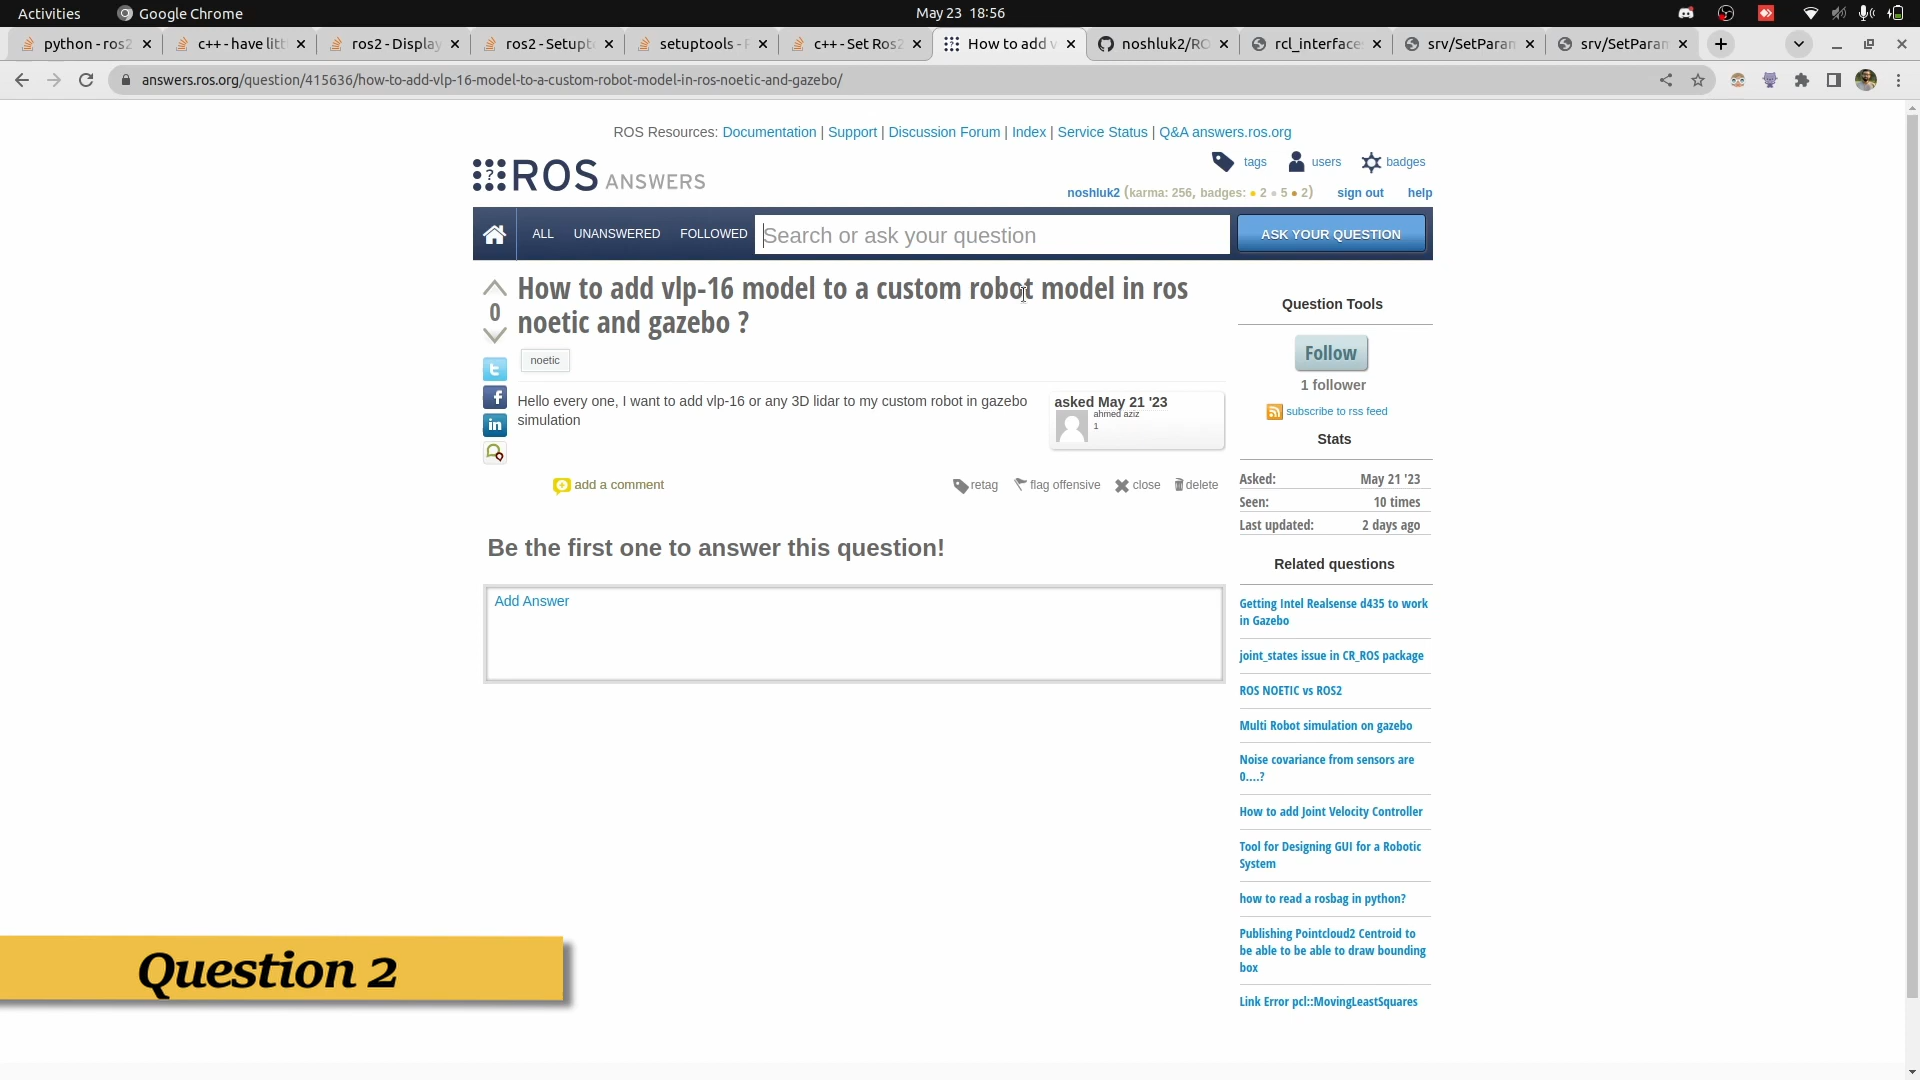 Activities
Google Chrome
May 23 18:56
python - ros2
c++ - have litt
ros2 - Display
ros2 - Setupt
setuptools - F
c++ - Set Ros2
How to add v
noshluk2/RO
rcl_interface
srv/SetParam
srv/SetParam
answers.ros.org/question/415636/how-to-add-vlp-16-model-to-a-custom-robot-model-in-ros-noetic-and-gazebo/
ROS Resources: Documentation | Support | Discussion Forum | Index | Service Status | Q&A answers.ros.org
ROS ANSWERS
tags
users
badges
noshluk2 (karma: 256, badges: ● 2 ● 5 ● 2)
sign out
help
ALL
UNANSWERED
FOLLOWED
Search or ask your question
ASK YOUR QUESTION
0
How to add vlp-16 model to a custom robot model in ros
noetic and gazebo ?
noetic
Hello every one, I want to add vlp-16 or any 3D lidar to my custom robot in gazebo
simulation
asked May 21 '23
ahmed aziz
1
add a comment
retag
flag offensive
close
delete
Be the first one to answer this question!
Add Answer
Question Tools
Follow
1 follower
subscribe to rss feed
Stats
Asked: May 21 '23
Seen: 10 times
Last updated: 2 days ago
Related questions
Getting Intel Realsense d435 to work
in Gazebo
joint_states issue in CR_ROS package
ROS NOETIC vs ROS2
Multi Robot simulation on gazebo
Noise covariance from sensors are
0....?
How to add Joint Velocity Controller
Tool for Designing GUI for a Robotic
System
how to read a rosbag in python?
Publishing Pointcloud2 Centroid to
be able to be able to draw bounding
box
Link Error pcl::MovingLeastSquares
Question 2